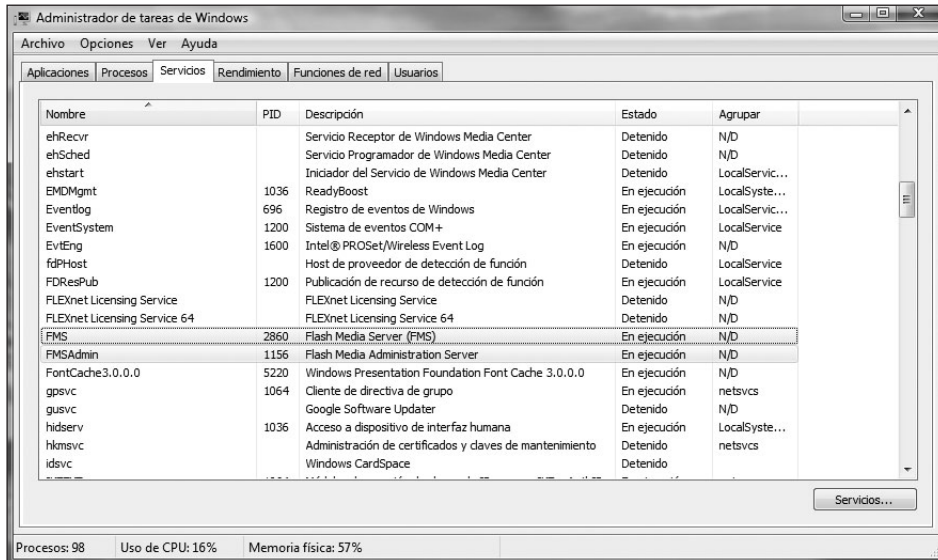 Administrador de tareas de Windows
Archivo Opciones Ver Ayuda
Aplicaciones Procesos Servicios Rendimiento Funciones de red Usuarios
Nombre PID Descripción Estado Agrupar
ehRecvr Servicio Receptor de Windows Media Center Detenido N/D
ehSched Servicio Programador de Windows Media Center Detenido N/D
ehstart Iniciador del Servicio de Windows Media Center Detenido LocalServic...
EMDMgmt 1036 ReadyBoost En ejecución LocalSyste...
Eventlog 696 Registro de eventos de Windows En ejecución LocalServic...
EventSystem 1200 Sistema de eventos COM+ En ejecución LocalService
EvtEng 1600 Intel® PROSet/Wireless Event Log En ejecución N/D
fdPHost Host de proveedor de detección de función Detenido LocalService
FDResPub 1200 Publicación de recurso de detección de función En ejecución LocalService
FLEXnet Licensing Service FLEXnet Licensing Service Detenido N/D
FLEXnet Licensing Service 64 FLEXnet Licensing Service 64 Detenido N/D
FMS 2860 Flash Media Server (FMS) En ejecución N/D
FMSAdmin 1156 Flash Media Administration Server En ejecución N/D
FontCache3.0.0.0 5220 Windows Presentation Foundation Font Cache 3.0.0.0 En ejecución N/D
gpsvc 1064 Cliente de directiva de grupo En ejecución netsvcs
gusvc Google Software Updater Detenido N/D
hidserv 1036 Acceso a dispositivo de interfaz humana En ejecución LocalSyste...
hkmsvc Administración de certificados y claves de mantenimiento Detenido netsvcs
idsvc Windows CardSpace Detenido
Servicios...
Procesos: 98 Uso de CPU: 16% Memoria física: 57%